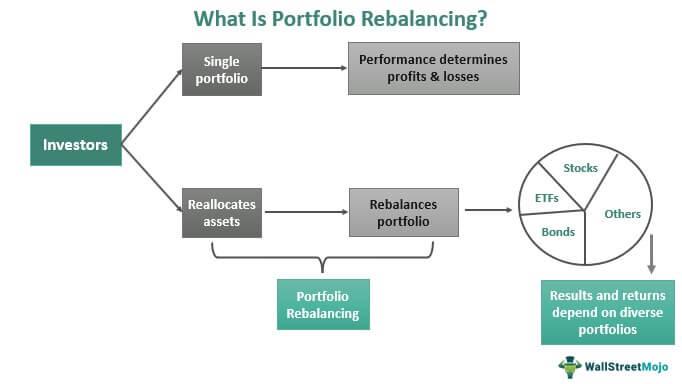 What Is Portfolio Rebalancing?
Single
portfolio
Performance determines
profits & losses
Investors
Reallocates
assets
Rebalances
portfolio
Stocks
ETFs
Others
Bonds
Portfolio
Rebalancing
Results and returns
depend on diverse
portfolios
WallStreetMojo